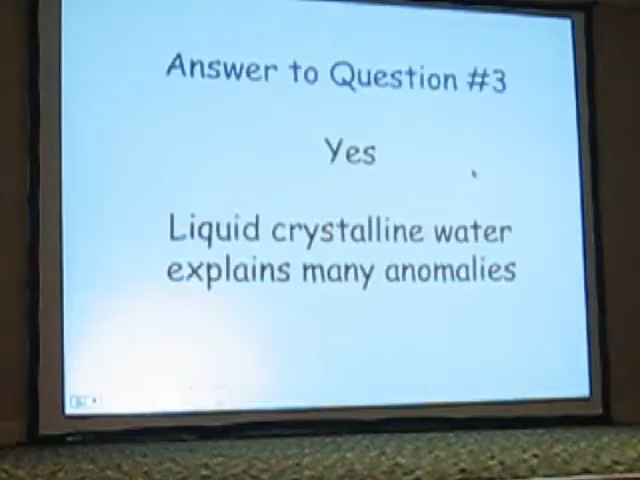 Answer to Question #3
Yes
Liquid crystalline water
explains many anomalies